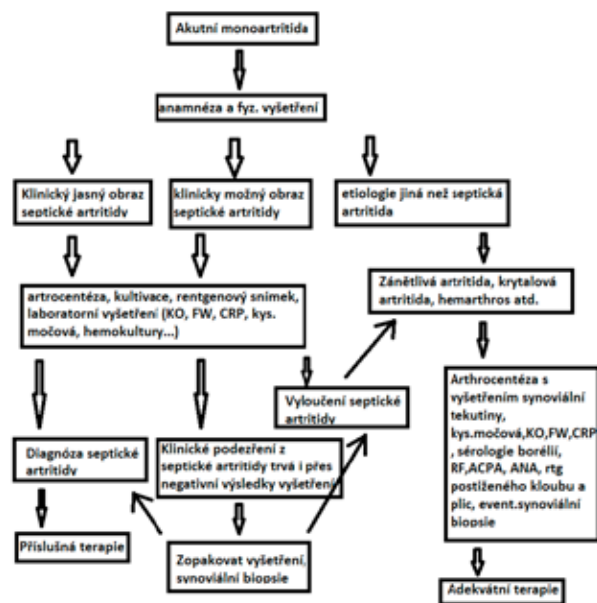 Akutní monoartritida
anamnéza a fyz. vyšetření
Klinický jasný obraz
septické artritidy
klinicky možný obraz
septické artritidy
etiologie jiná než septická
artritida
artrocentéza, kultivace, rentgenový snímek,
laboratorní vyšetření (KO, FW, CRP, kys.
močová, hemokultury...)
Zánětlivá artritida, krytalová
artritida, hemarthros atd.
Vyloučení septické
artritidy
Diagnóza septické
artritidy
Klinické podezření z
septické artritidy trvá i přes
negativní výsledky vyšetření
Arthrocentéza s
vyšetřením synoviální
tekutiny,
kys.močová,KO,FW,CRP
, sérologie borélií,
RF,ACPA, ANA, rtg
postiženého kloubu a
plic, event.synoviální
biopsie
Příslušná terapie
Zopakovat vyšetření,
synoviální biopsie
Adekvátní terapie